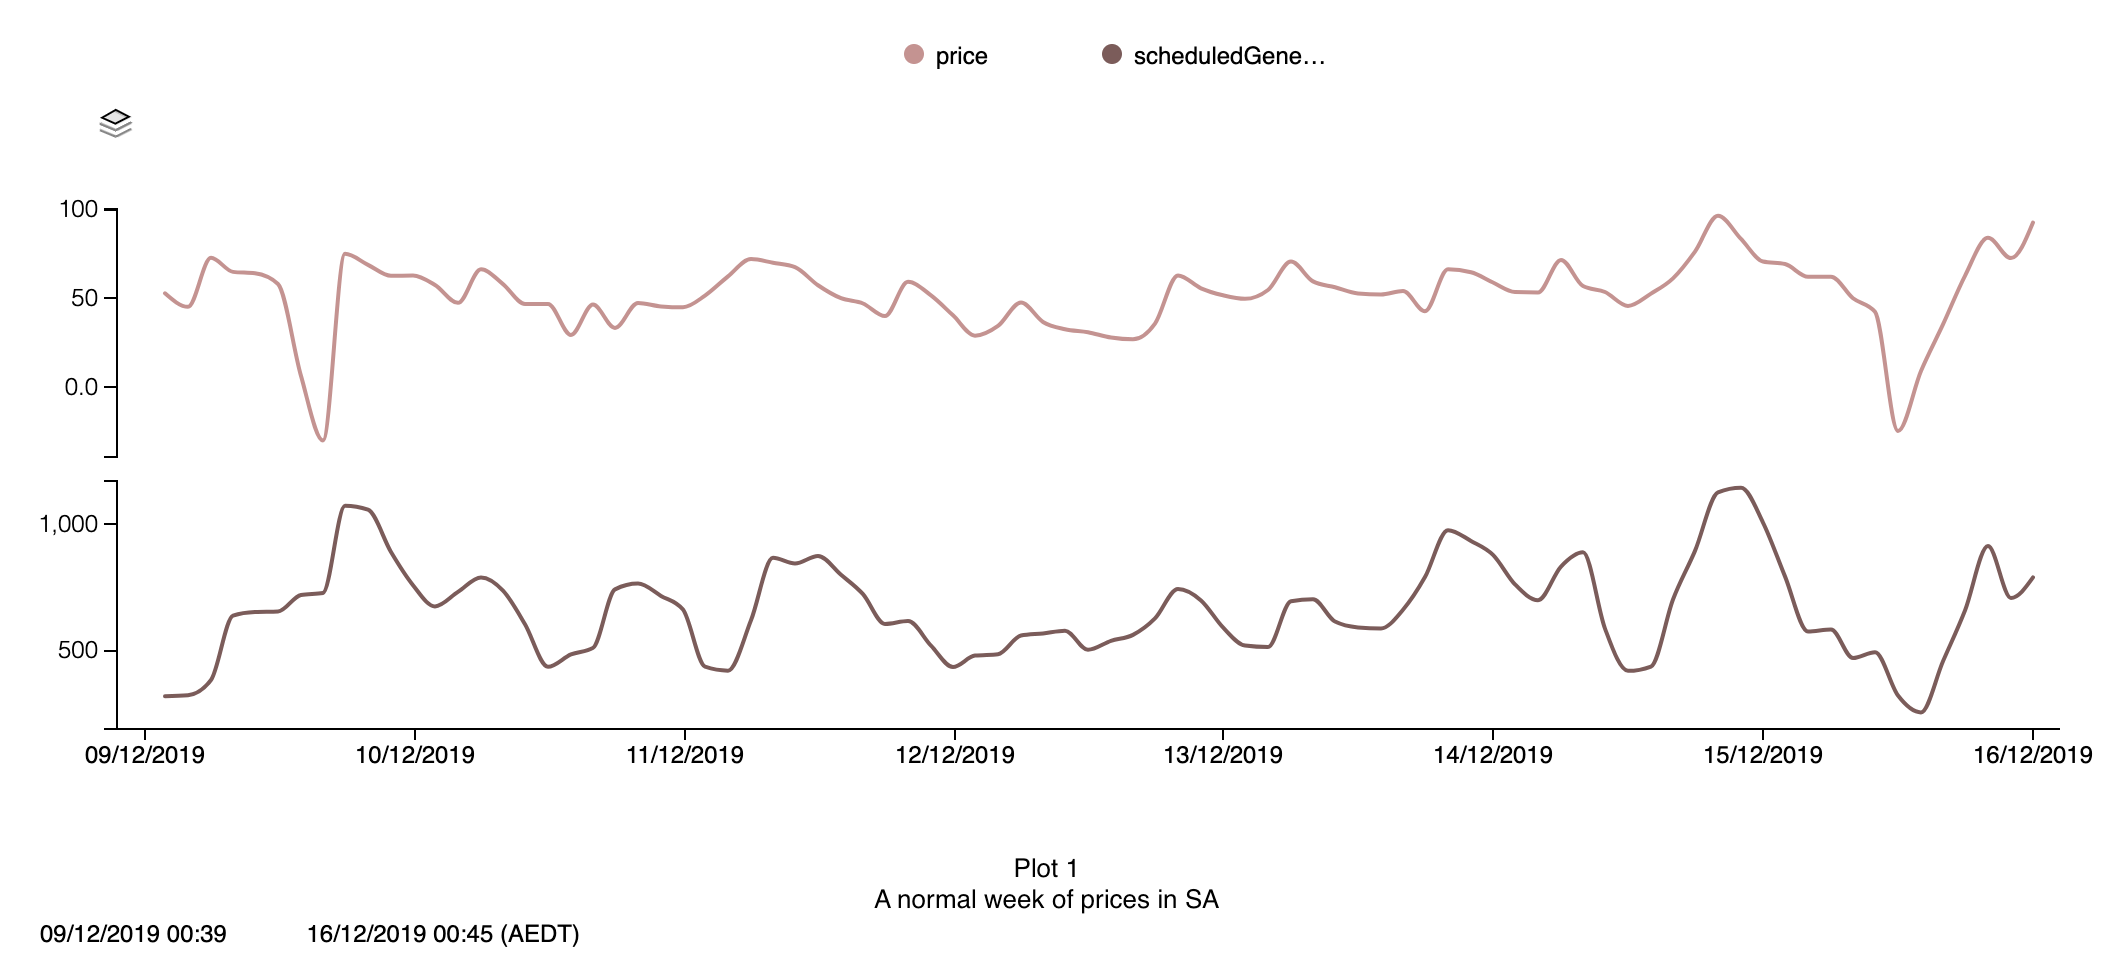 price scheduledGene…
100
50
0.0
1,000
500
09/12/2019 10/12/2019 11/12/2019 12/12/2019 13/12/2019 14/12/2019 15/12/2019 16/12/2019
Plot 1
A normal week of prices in SA
09/12/2019 00:39 16/12/2019 00:45 (AEDT)